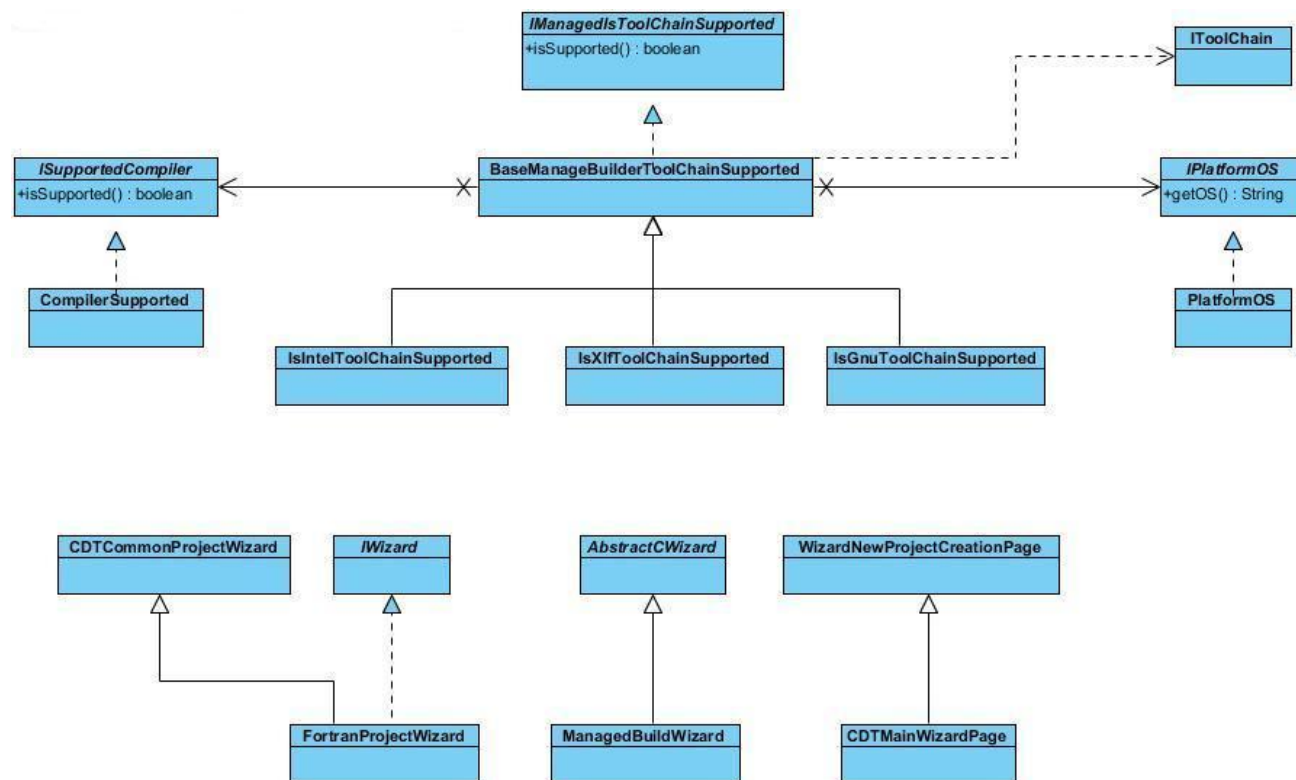 IManagedIsToolChainSupported
+isSupported() : boolean
IToolChain
ISupportedCompiler
+isSupported() : boolean
BaseManageBuilderToolChainSupported
IPlatformOS
+getOS() : String
CompilerSupported
PlatformOS
IsIntelToolChainSupported
IsXlfToolChainSupported
IsGnuToolChainSupported
CDTCommonProjectWizard
IWizard
AbstractCWizard
WizardNewProjectCreationPage
FortranProjectWizard
ManagedBuildWizard
CDTMainWizardPage